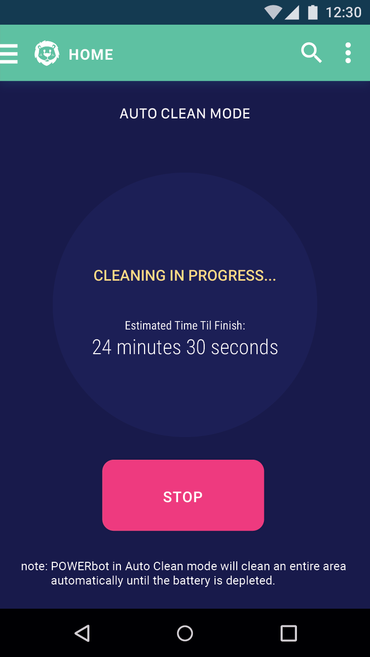 12:30
HOME
AUTO CLEAN MODE
CLEANING IN PROGRESS...
Estimated Time Til Finish:
24 minutes 30 seconds
STOP
note: POWERbot in Auto Clean mode will clean an entire area
automatically until the battery is depleted.